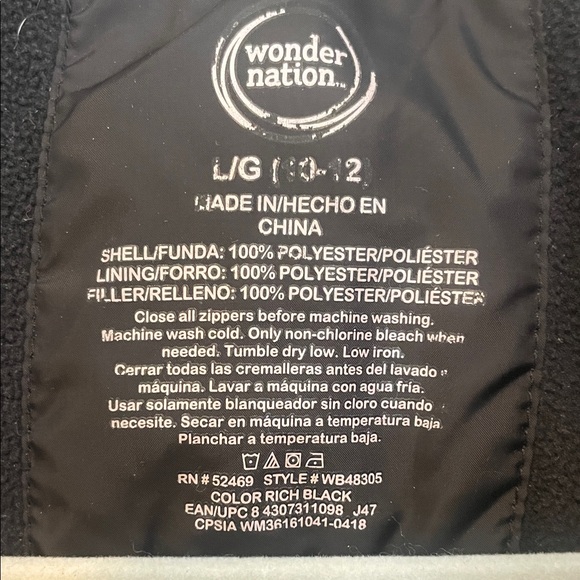 wonder
nation™
L/G (10-12)
MADE IN/HECHO EN
CHINA
SHELL/FUNDA: 100% POLYESTER/POLIÉSTER
LINING/FORRO: 100% POLYESTER/POLIÉSTER
FILLER/RELLENO: 100% POLYESTER/POLIÉSTER
Close all zippers before machine washing.
Machine wash cold. Only non-chlorine bleach when
needed. Tumble dry low. Low iron.
Cerrar todas las cremalleras antes del lavado a
máquina. Lavar a máquina con agua fría.
Usar solamente blanqueador sin cloro cuando
necesite. Secar en máquina a temperatura baja
Planchar a temperatura baja.
RN # 52469 STYLE # WB48305
COLOR RICH BLACK
EAN/UPC 8 4307311098 J47
CPSIA WM36161041-0418